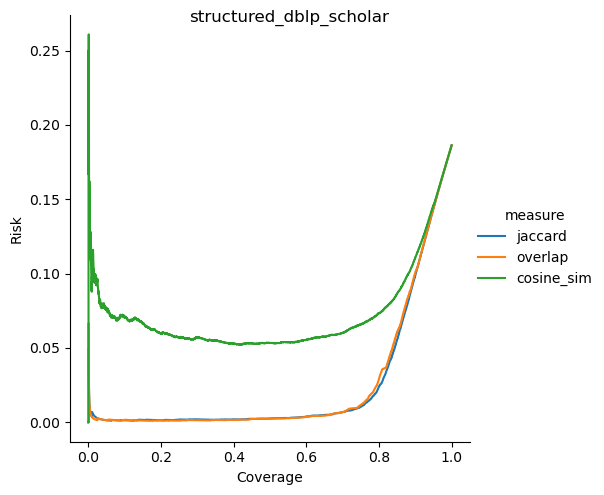 structured_dblp_scholar
0.25
0.20
0.15
0.10
0.05
0.00
Risk
0.0 0.2 0.4 0.6 0.8 1.0
Coverage
measure
jaccard
overlap
cosine_sim